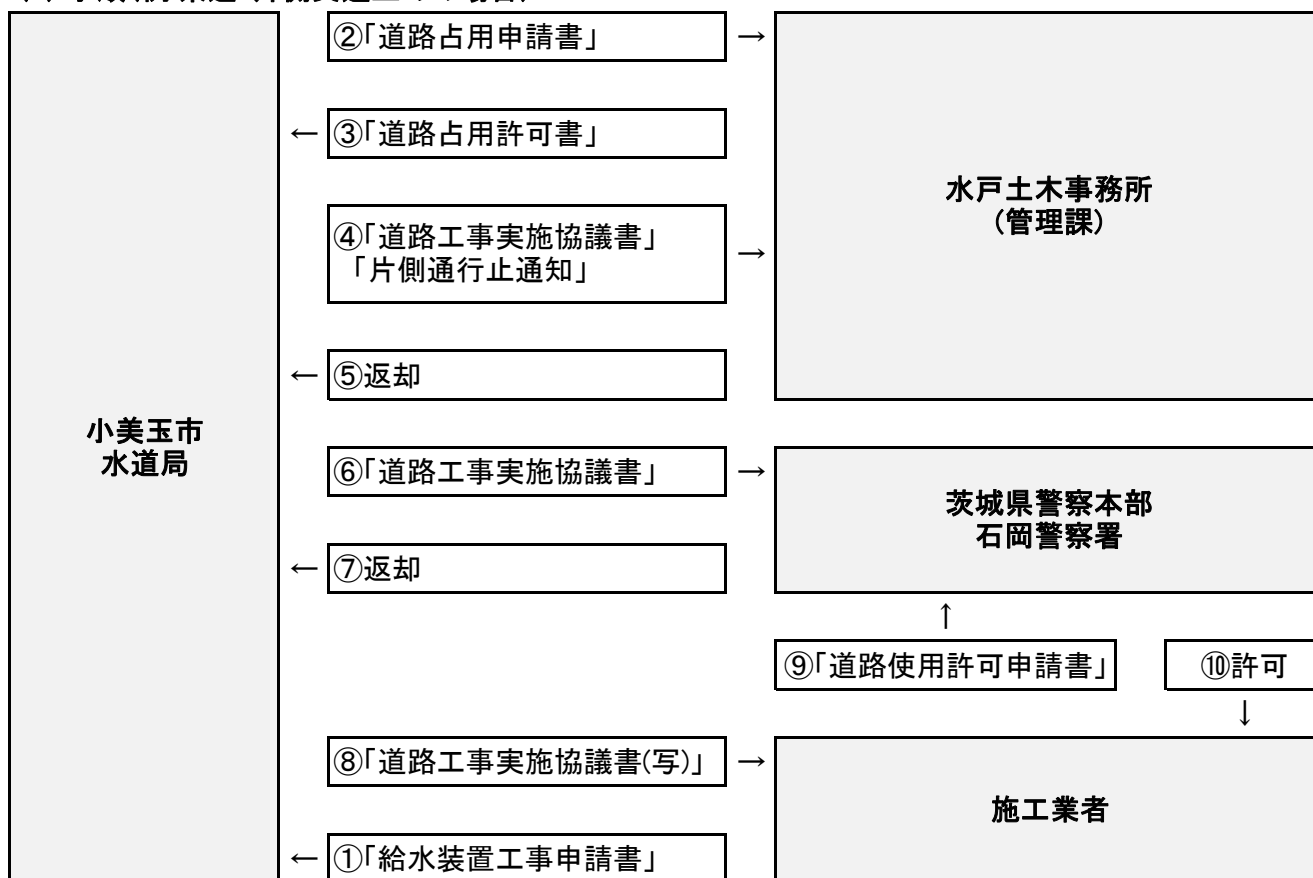 ②「道路占用申請書」
→
←
③「道路占用許可書」
水戸土木事務所
(管理課)
④「道路工事実施協議書」
「片側通行止通知」
→
←
⑤返却
小美玉市
水道局
⑥「道路工事実施協議書」
→
茨城県警察本部
石岡警察署
←
⑦返却
↑
⑨「道路使用許可申請書」
⑩許可
↓
⑧「道路工事実施協議書(写)」
→
施工業者
←
①「給水装置工事申請書」